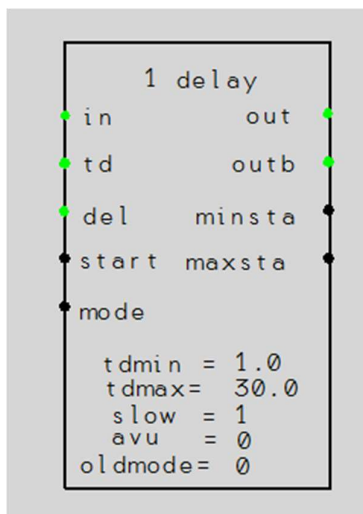 1 delay
in out
td outb
del minsta
start maxsta
mode
tdmin = 1.0
tdmax= 30.0
slow = 1
avu = 0
oldmode= 0